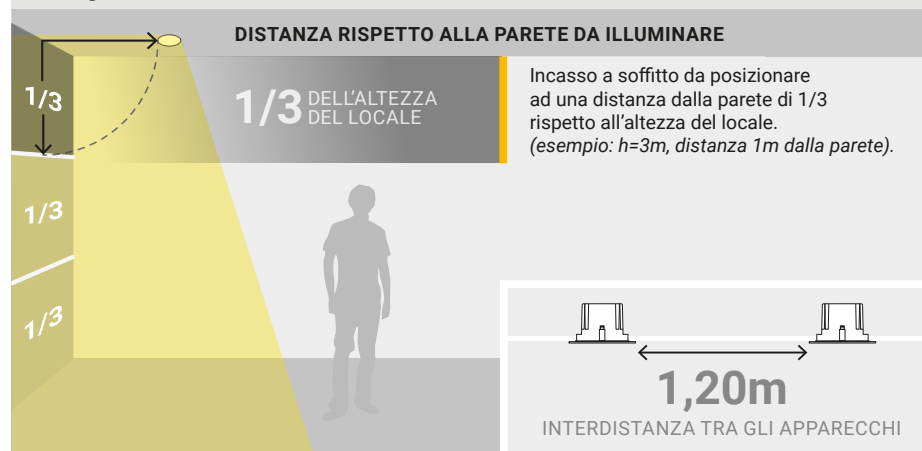 DISTANZA RISPETTO ALLA PARETE DA ILLUMINARE
1/3
1/3
1/3
1/3 DELL'ALTEZZA
DEL LOCALE
Incasso a soffitto da posizionare
ad una distanza dalla parete di 1/3
rispetto all'altezza del locale.
(esempio: h=3m, distanza 1m dalla parete).
1,20m
INTERDISTANZA TRA GLI APPARECCHI